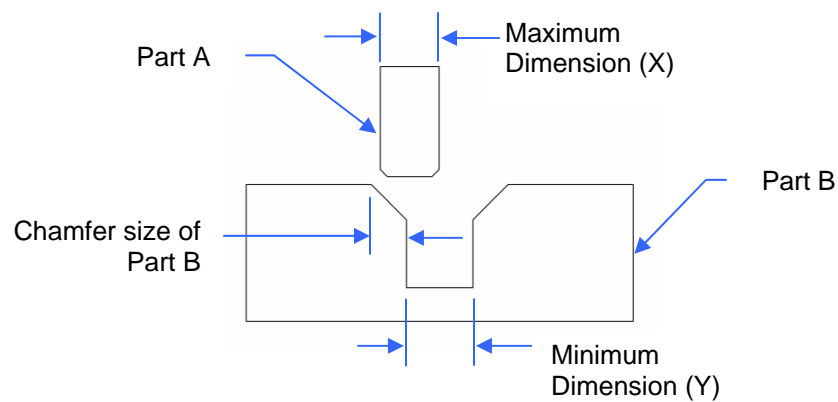 Maximum
Dimension (X)
Part A
Part B
Chamfer size of
Part B
Minimum
Dimension (Y)